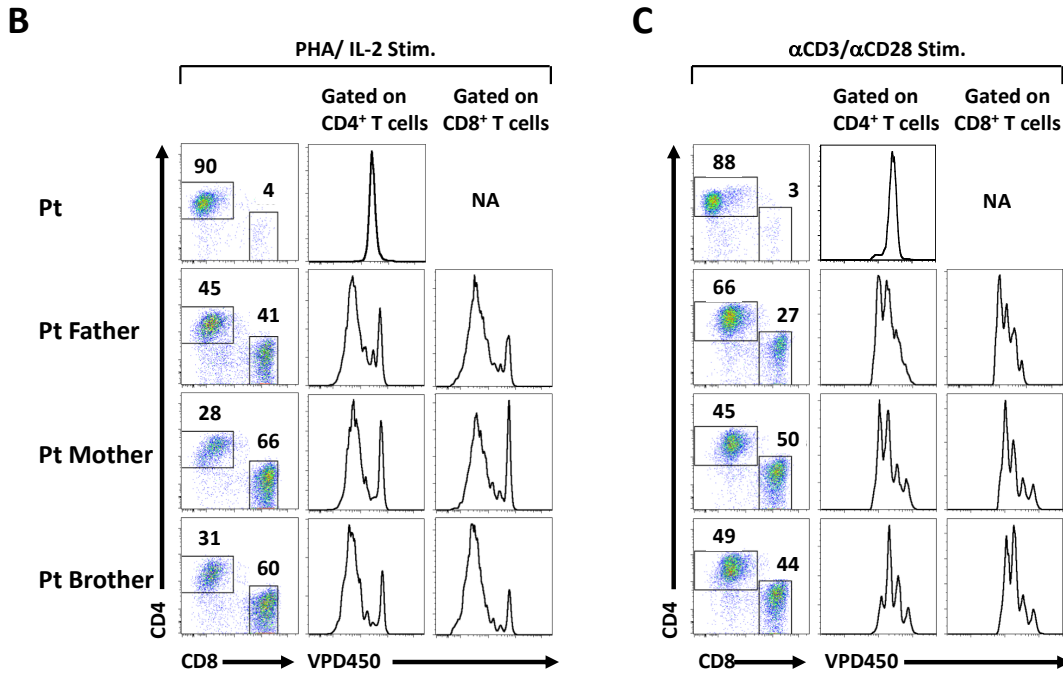 B
PHA/ IL-2 Stim.
Gated on
CD4⁺ T cells
Gated on
CD8⁺ T cells
Pt
90
4
NA
Pt Father
45
41
Pt Mother
28
66
Pt Brother
31
60
CD4
CD8
VPD450
C
αCD3/αCD28 Stim.
Gated on
CD4⁺ T cells
Gated on
CD8⁺ T cells
88
3
NA
66
27
45
50
49
44
CD4
CD8
VPD450